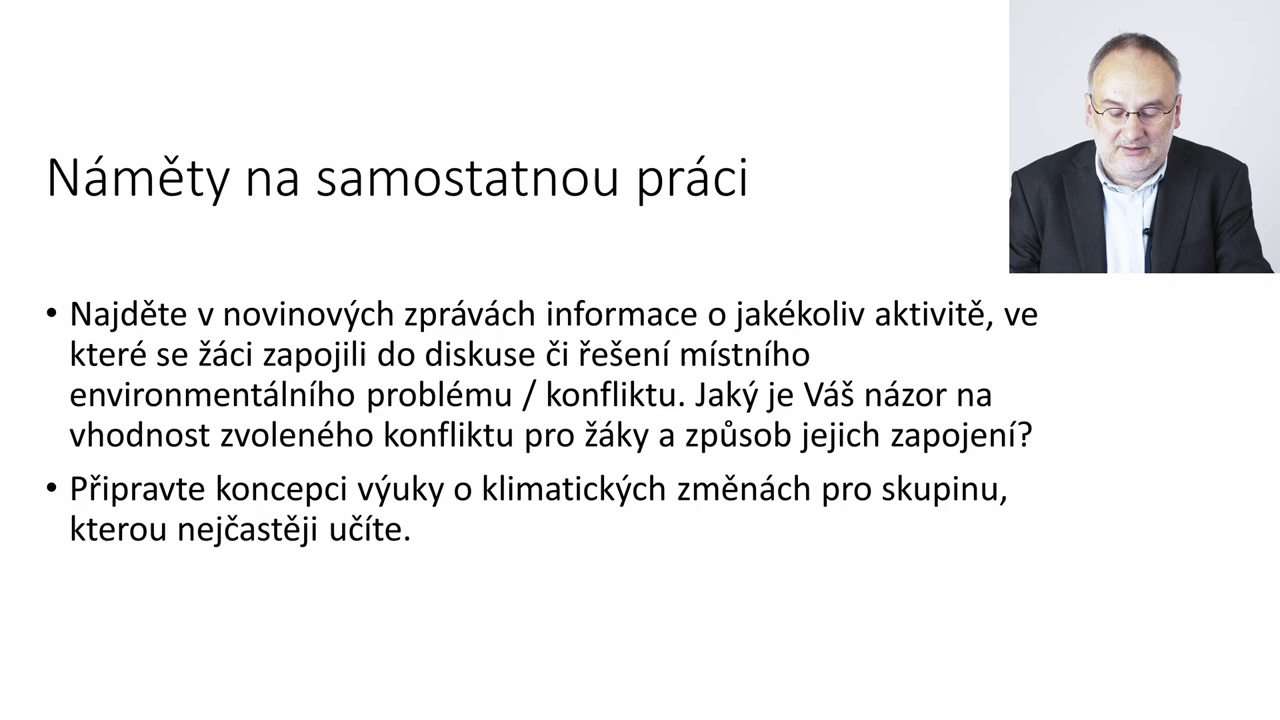 Náměty na samostatnou práci
• Najděte v novinových zprávách informace o jakékoliv aktivitě, ve
které se žáci zapojili do diskuse či řešení místního
environmentálního problému / konfliktu. Jaký je Váš názor na
vhodnost zvoleného konfliktu pro žáky a způsob jejich zapojení?
• Připravte koncepci výuky o klimatických změnách pro skupinu,
kterou nejčastěji učíte.